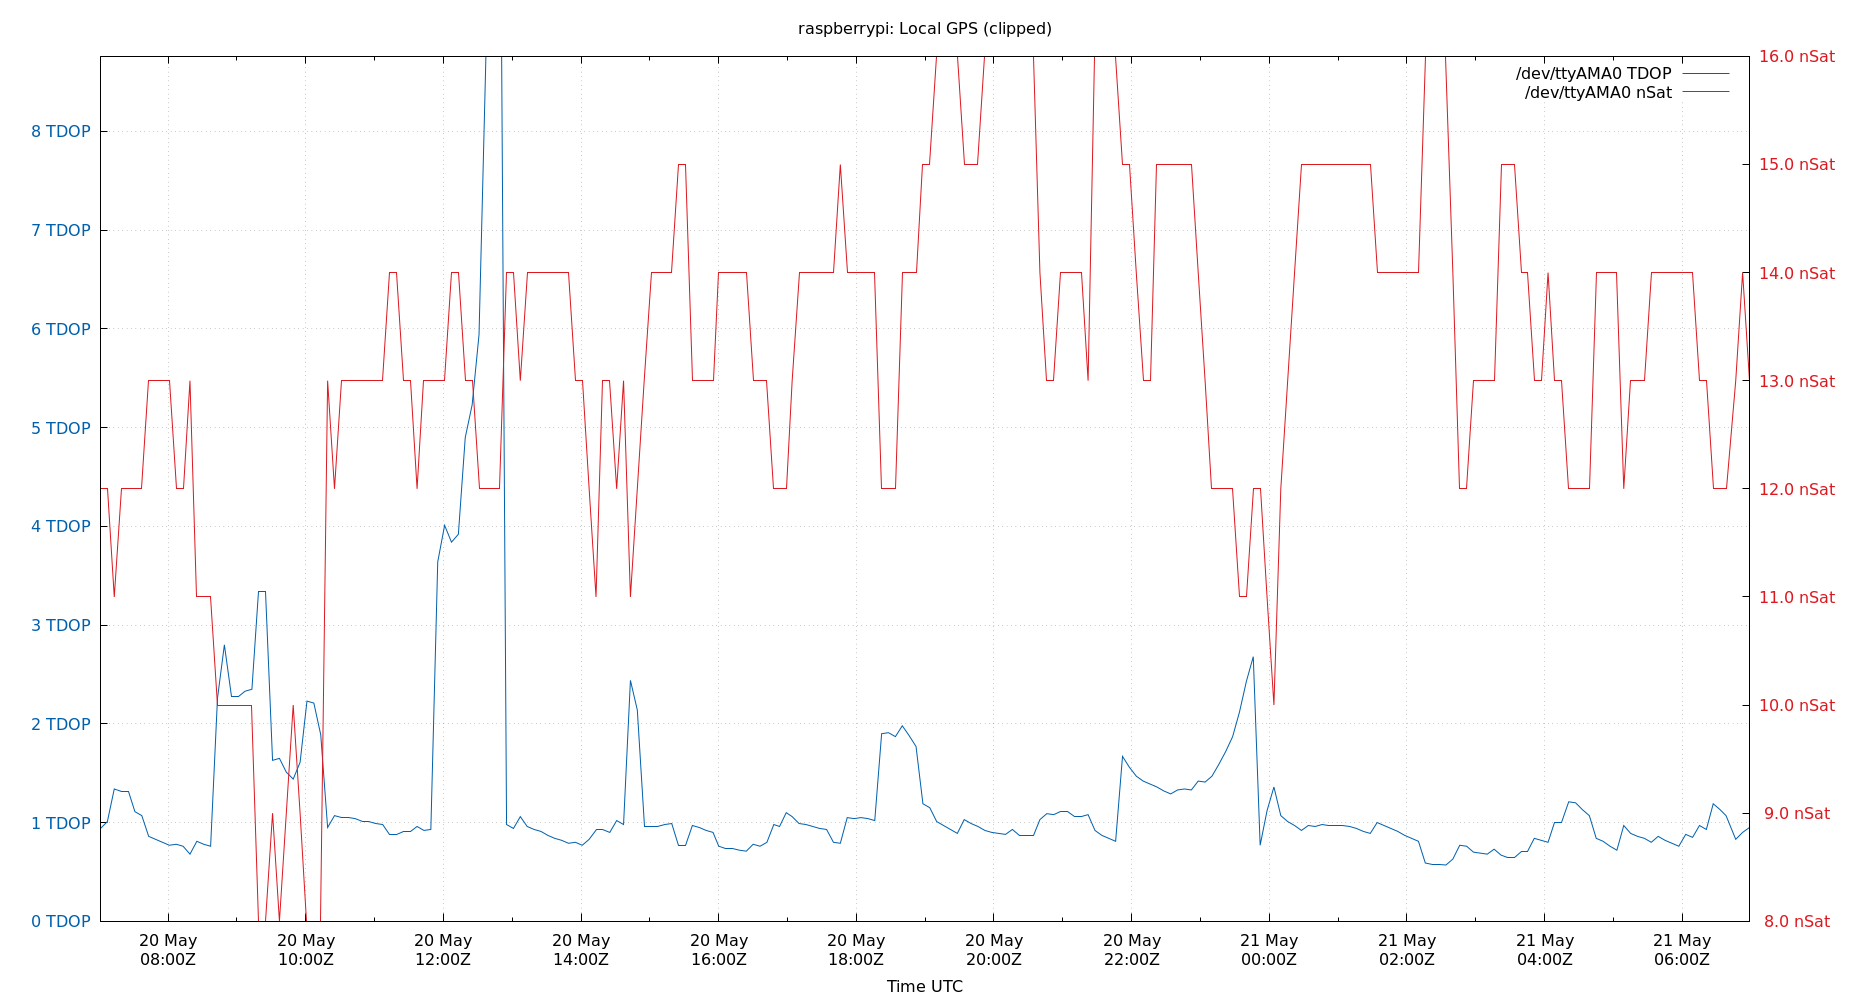 raspberrypi: Local GPS (clipped)
/dev/ttyAMA0 TDOP
/dev/ttyAMA0 nSat
8 TDOP
7 TDOP
6 TDOP
5 TDOP
4 TDOP
3 TDOP
2 TDOP
1 TDOP
0 TDOP
16.0 nSat
15.0 nSat
14.0 nSat
13.0 nSat
12.0 nSat
11.0 nSat
10.0 nSat
9.0 nSat
8.0 nSat
20 May 20 May 20 May 20 May 20 May 20 May 20 May 20 May 21 May 21 May 21 May 21 May
08:00Z 10:00Z 12:00Z 14:00Z 16:00Z 18:00Z 20:00Z 22:00Z 00:00Z 02:00Z 04:00Z 06:00Z
Time UTC